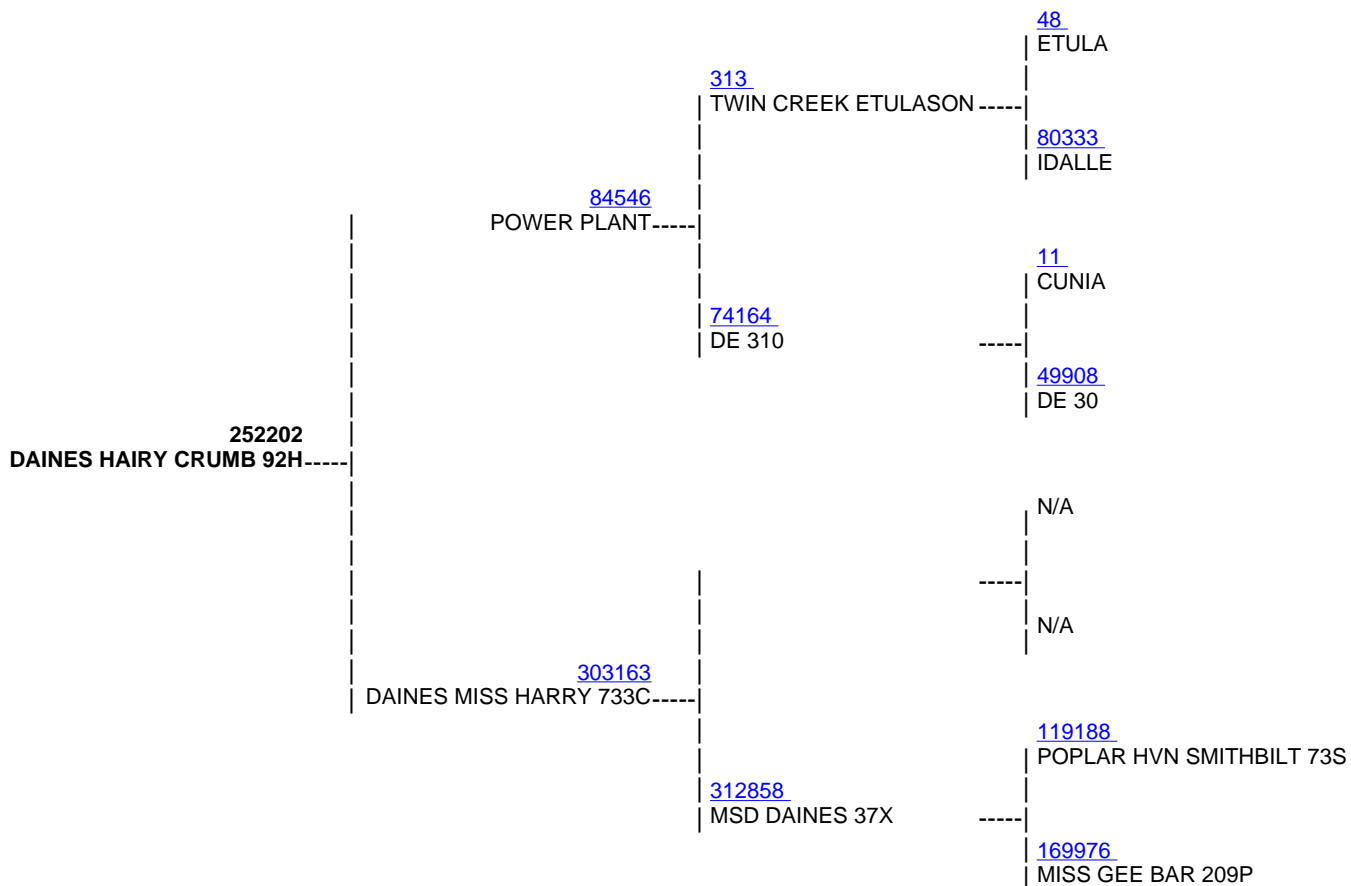 48
ETULA
313
TWIN CREEK ETULASON
80333
IDALLE
84546
POWER PLANT
11
CUNIA
74164
DE 310
49908
DE 30
252202
DAINES HAIRY CRUMB 92H
N/A
N/A
303163
DAINES MISS HARRY 733C
119188
POPLAR HVN SMITHBILT 73S
312858
MSD DAINES 37X
169976
MISS GEE BAR 209P